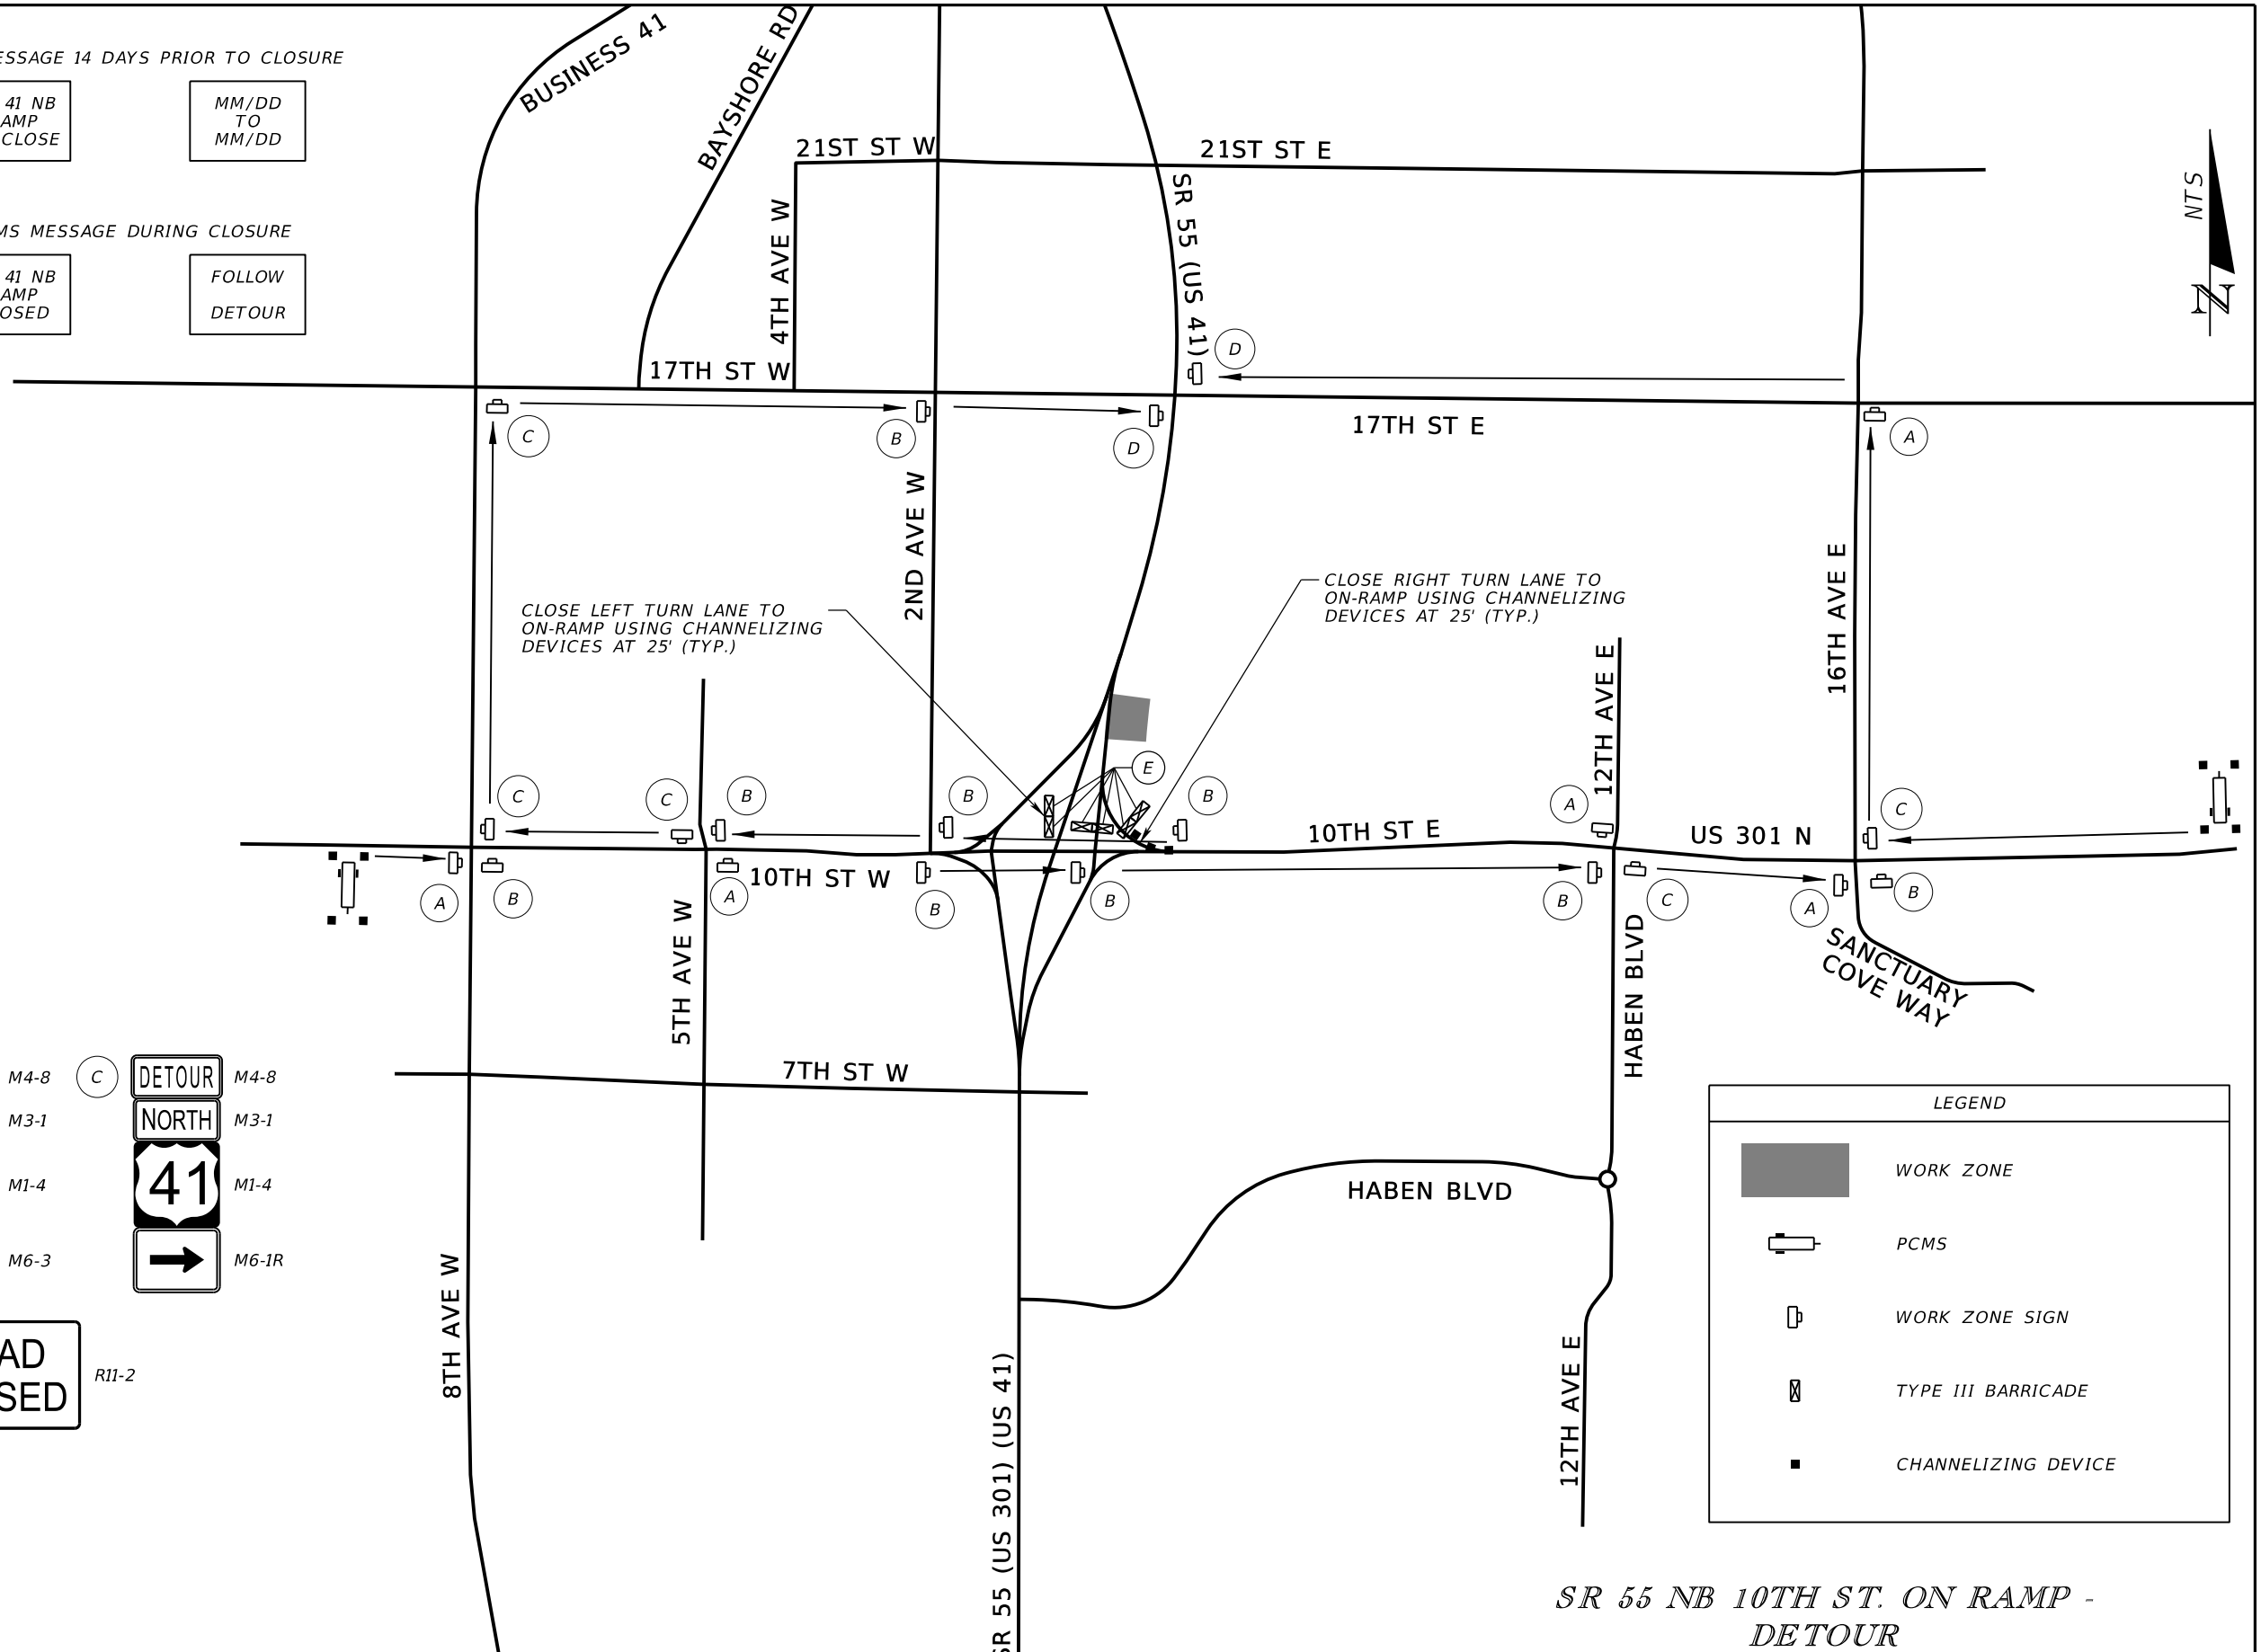 ESSAGE 14 DAYS PRIOR TO CLOSURE
41 NB
AMP
CLOSE
MM/DD
TO
MM/DD
MS MESSAGE DURING CLOSURE
41 NB
AMP
OSED
FOLLOW
DETOUR
BUSINESS 41
BAYSHORE RD
21ST ST W
21ST ST E
4TH AVE W
SR 55 (US 41)
NTS
N
17TH ST W
D
C
B
D
17TH ST E
A
2ND AVE W
CLOSE LEFT TURN LANE TO
ON-RAMP USING CHANNELIZING
DEVICES AT 25' (TYP.)
CLOSE RIGHT TURN LANE TO
ON-RAMP USING CHANNELIZING
DEVICES AT 25' (TYP.)
12TH AVE E
16TH AVE E
E
C
C
B
B
B
A
C
10TH ST E
US 301 N
A
B
A
10TH ST W
B
B
B
C
A
B
5TH AVE W
HABEN BLVD
SANCTUARY
COVE WAY
7TH ST W
M4-8
C
DETOUR
M4-8
M3-1
NORTH
M3-1
M1-4
41
M1-4
M6-3
M6-1R
AD
SED
R11-2
8TH AVE W
HABEN BLVD
SR 55 (US 301) (US 41)
12TH AVE E
LEGEND
WORK ZONE
PCMS
WORK ZONE SIGN
TYPE III BARRICADE
CHANNELIZING DEVICE
SR 55 NB 10TH ST. ON RAMP -
DETOUR